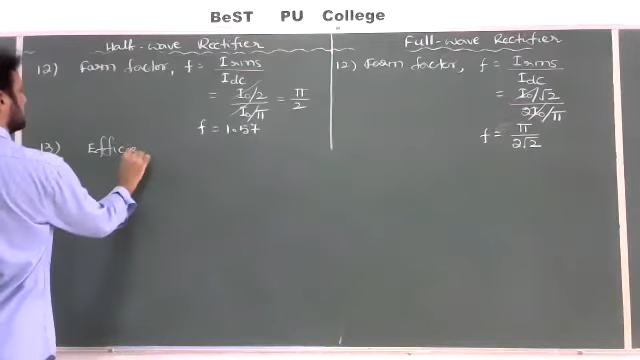 BeST PU College
Half-wave Rectifier
12) Form factor, f = Irms / Idc
= I₀/2 / I₀/π = π / 2
f = 1.57
13) Effice
Full-wave Rectifier
12) Form factor, f = Irms / Idc
= I₀/√2 / 2I₀/π
f = π / 2√2